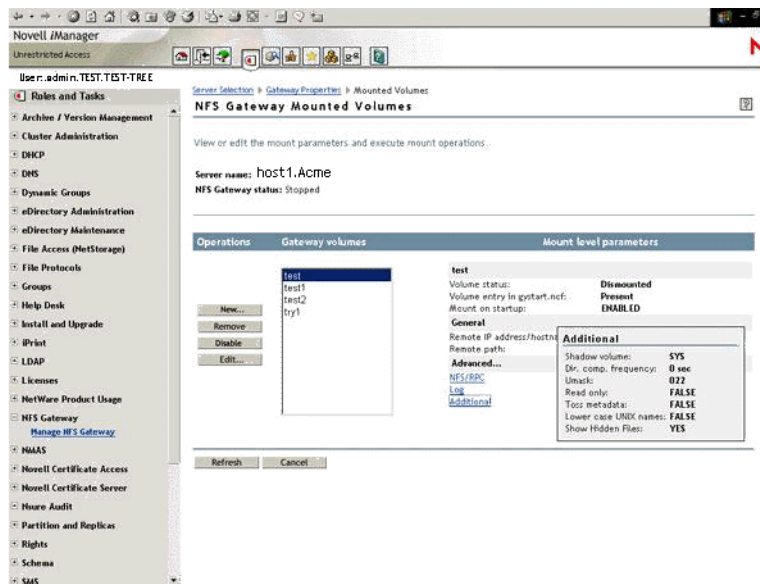 Novell iManager
Unrestricted Access
User:.admin.TEST.TEST-TREE
Roles and Tasks
Archive / Version Management
Cluster Administration
DHCP
DNS
Dynamic Groups
eDirectory Administration
eDirectory Maintenance
File Access (NetStorage)
File Protocols
Groups
Help Desk
Install and Upgrade
iPrint
LDAP
Licenses
NetWare Product Usage
NFS Gateway
Manage NFS Gateway
NMAS
Novell Certificate Access
Novell Certificate Server
Nsure Audit
Partition and Replicas
Rights
Schema
SMS
Server Selection Gateway Properties Mounted Volumes
NFS Gateway Mounted Volumes
View or edit the mount parameters and execute mount operations.
Server name: host1.Acme
NFS Gateway status: Stopped
Operations Gateway volumes Mount level parameters
New...
Remove
Disable
Edit...
test
test1
test2
try1
test
Volume status: Dismounted
Volume entry in gystart.ncf: Present
Mount on startup: ENABLED
General
Remote IP address/hostn
Remote path:
Advanced...
NFS/RPC
Log
Additional
Additional
Shadow volume: SYS
Dir. comp. frequency: 0 sec
Umask: 022
Read only: FALSE
Toss metadata: FALSE
Lower case UNIX names: FALSE
Show Hidden Files: YES
Refresh Cancel